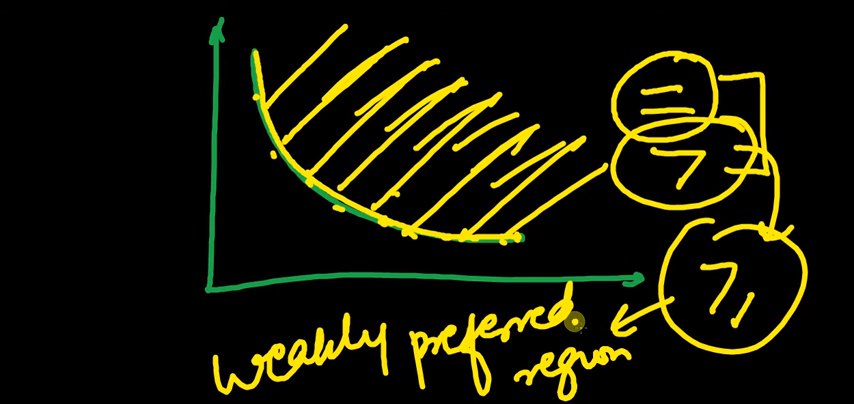 =
>
≥
weakly preferred
region